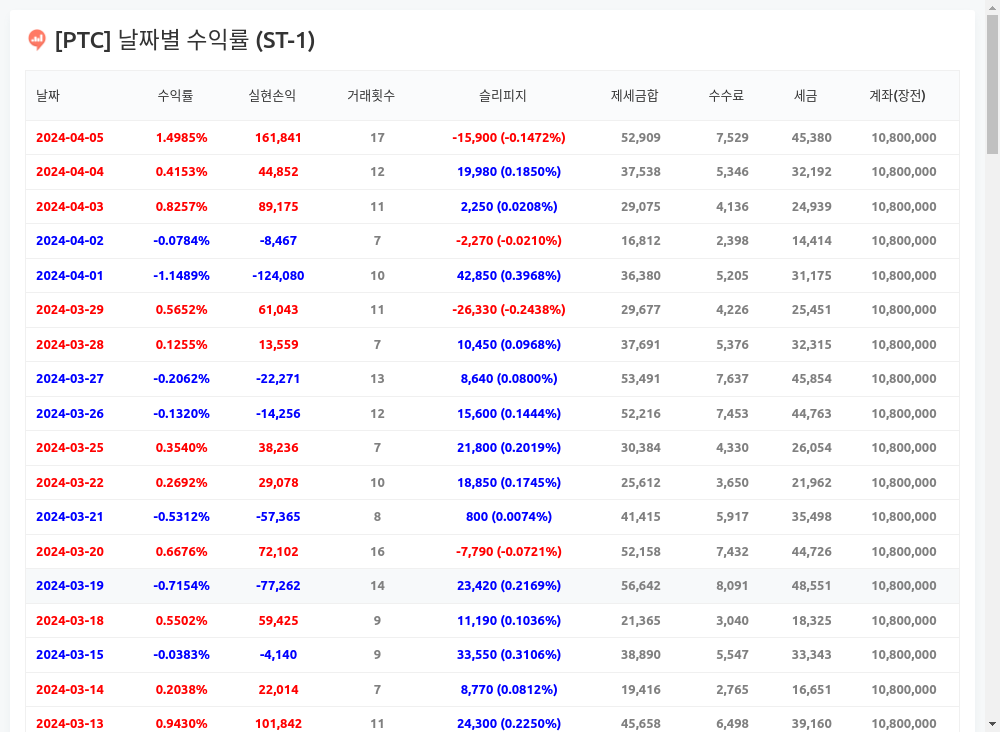 [PTC] 날짜별 수익률 (ST-1)
날짜 수익률 실현손익 거래횟수 슬리피지 제세금합 수수료 세금 계좌(장전)
2024-04-05 1.4985% 161,841 17 -15,900 (-0.1472%) 52,909 7,529 45,380 10,800,000
2024-04-04 0.4153% 44,852 12 19,980 (0.1850%) 37,538 5,346 32,192 10,800,000
2024-04-03 0.8257% 89,175 11 2,250 (0.0208%) 29,075 4,136 24,939 10,800,000
2024-04-02 -0.0784% -8,467 7 -2,270 (-0.0210%) 16,812 2,398 14,414 10,800,000
2024-04-01 -1.1489% -124,080 10 42,850 (0.3968%) 36,380 5,205 31,175 10,800,000
2024-03-29 0.5652% 61,043 11 -26,330 (-0.2438%) 29,677 4,226 25,451 10,800,000
2024-03-28 0.1255% 13,559 7 10,450 (0.0968%) 37,691 5,376 32,315 10,800,000
2024-03-27 -0.2062% -22,271 13 8,640 (0.0800%) 53,491 7,637 45,854 10,800,000
2024-03-26 -0.1320% -14,256 12 15,600 (0.1444%) 52,216 7,453 44,763 10,800,000
2024-03-25 0.3540% 38,236 7 21,800 (0.2019%) 30,384 4,330 26,054 10,800,000
2024-03-22 0.2692% 29,078 10 18,850 (0.1745%) 25,612 3,650 21,962 10,800,000
2024-03-21 -0.5312% -57,365 8 800 (0.0074%) 41,415 5,917 35,498 10,800,000
2024-03-20 0.6676% 72,102 16 -7,790 (-0.0721%) 52,158 7,432 44,726 10,800,000
2024-03-19 -0.7154% -77,262 14 23,420 (0.2169%) 56,642 8,091 48,551 10,800,000
2024-03-18 0.5502% 59,425 9 11,190 (0.1036%) 21,365 3,040 18,325 10,800,000
2024-03-15 -0.0383% -4,140 9 33,550 (0.3106%) 38,890 5,547 33,343 10,800,000
2024-03-14 0.2038% 22,014 7 8,770 (0.0812%) 19,416 2,765 16,651 10,800,000
2024-03-13 0.9430% 101,842 11 24,300 (0.2250%) 45,658 6,498 39,160 10,800,000